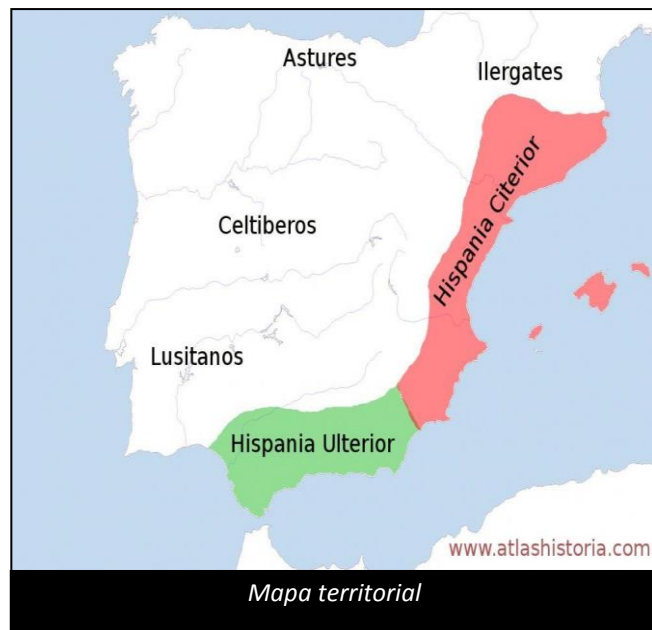 Astures
Ilergates
Hispania Citerior
Celtiberos
Lusitanos
Hispania Ulterior
www.atlashistoria.com
Mapa territorial